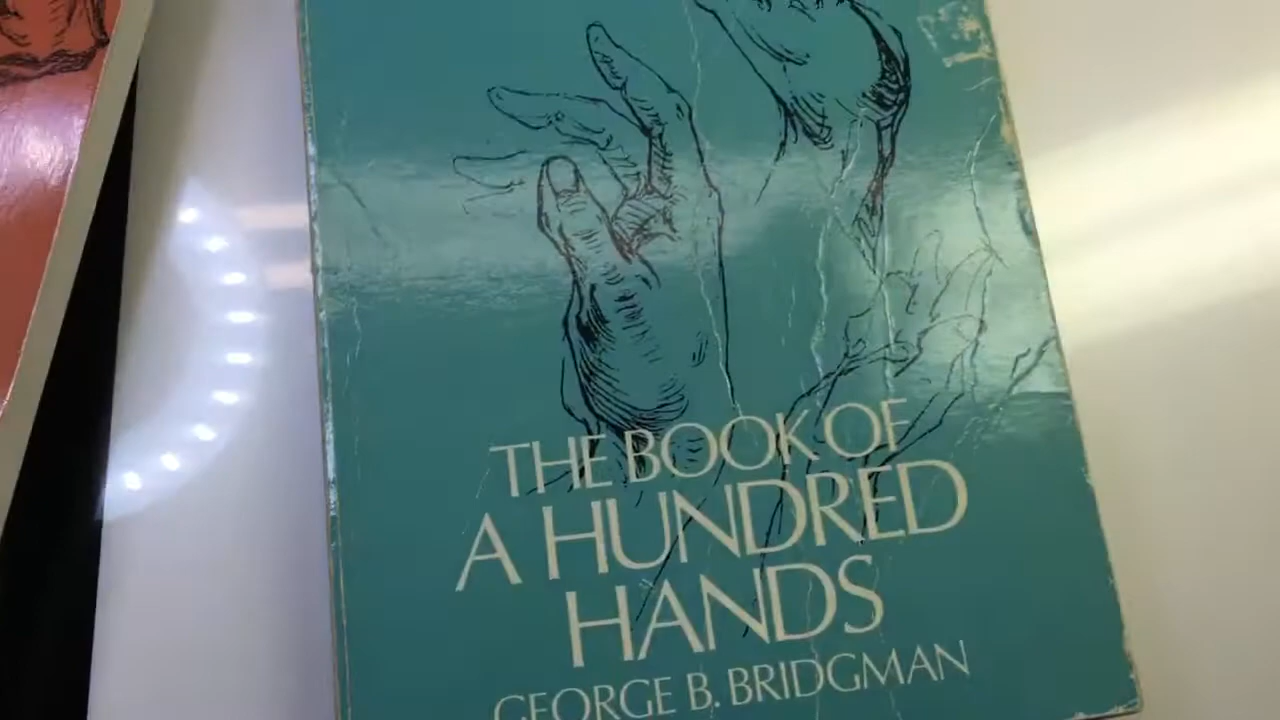 THE BOOK OF
A HUNDRED
HANDS
GEORGE B. BRIDGMAN